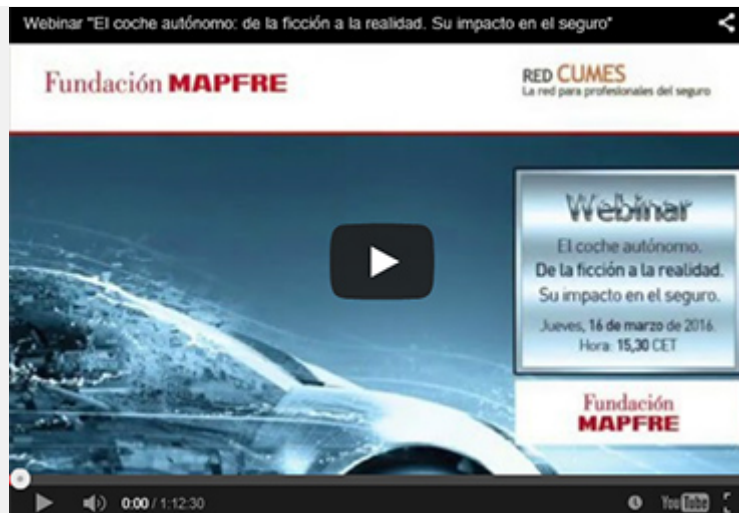 Webinar "El coche autónomo: de la ficción a la realidad. Su impacto en el seguro"
Fundación MAPFRE
RED CUMES
La red para profesionales del seguro
Webinar
El coche autónomo.
De la ficción a la realidad.
Su impacto en el seguro.
Jueves, 16 de marzo de 2016.
Hora: 15,30 CET
Fundación
MAPFRE
0:00 / 1:12:30
YouTube